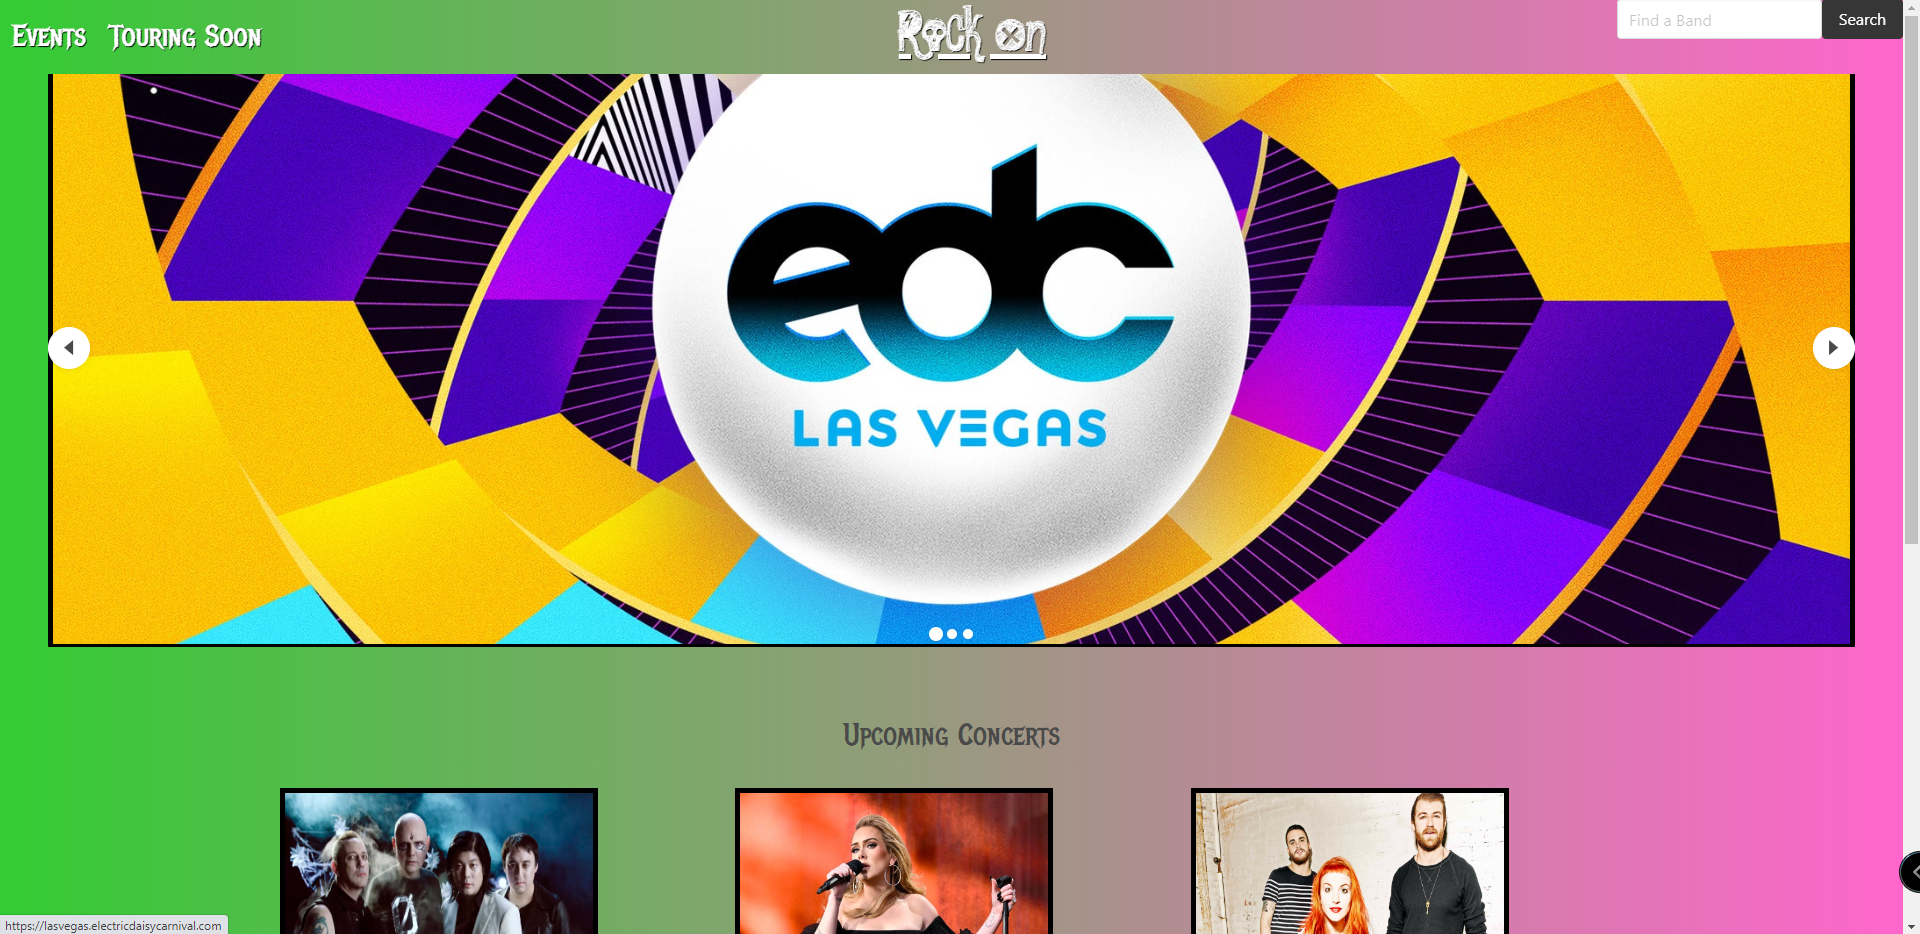 Events Touring Soon
Rock on
Find a Band
Search
edc
LAS VEGAS
Upcoming Concerts
https://lasvegas.electricdaisycarnival.com